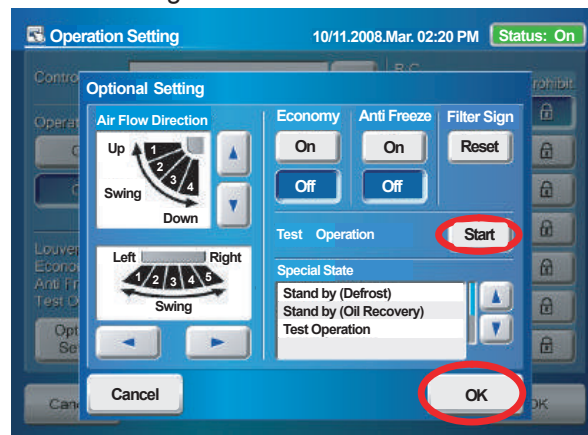 Operation Setting 10/11.2008.Mar. 02:20 PM Status: On
Optional Setting
Air Flow Direction
Up
1
2
3
4
Swing
Down
Left Right
1 2 3 4 5
Swing
Economy
On
Off
Anti Freeze
On
Off
Filter Sign
Reset
Test Operation
Start
Special State
Stand by (Defrost)
Stand by (Oil Recovery)
Test Operation
Cancel
OK